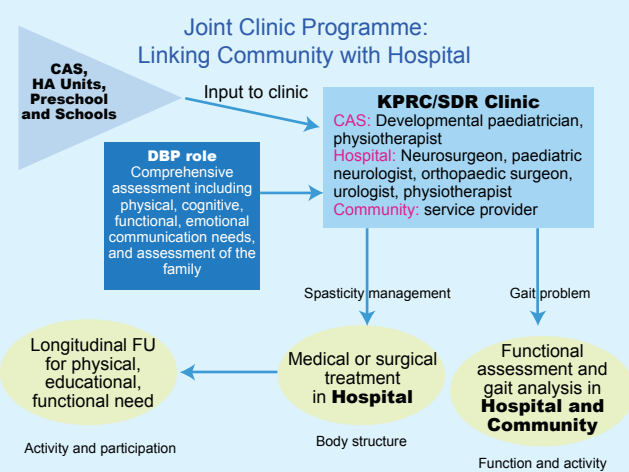 Joint Clinic Programme:
Linking Community with Hospital
CAS,
HA Units,
Preschool
and Schools
Input to clinic
KPRC/SDR Clinic
CAS: Developmental paediatrician,
physiotherapist
Hospital: Neurosurgeon, paediatric
neurologist, orthopaedic surgeon,
urologist, physiotherapist
Community: service provider
DBP role
Comprehensive
assessment including
physical, cognitive,
functional, emotional
communication needs,
and assessment of the
family
Spasticity management
Gait problem
Longitudinal FU
for physical,
educational,
functional need
Medical or surgical
treatment
in Hospital
Functional
assessment and
gait analysis in
Hospital and
Community
Activity and participation
Body structure
Function and activity